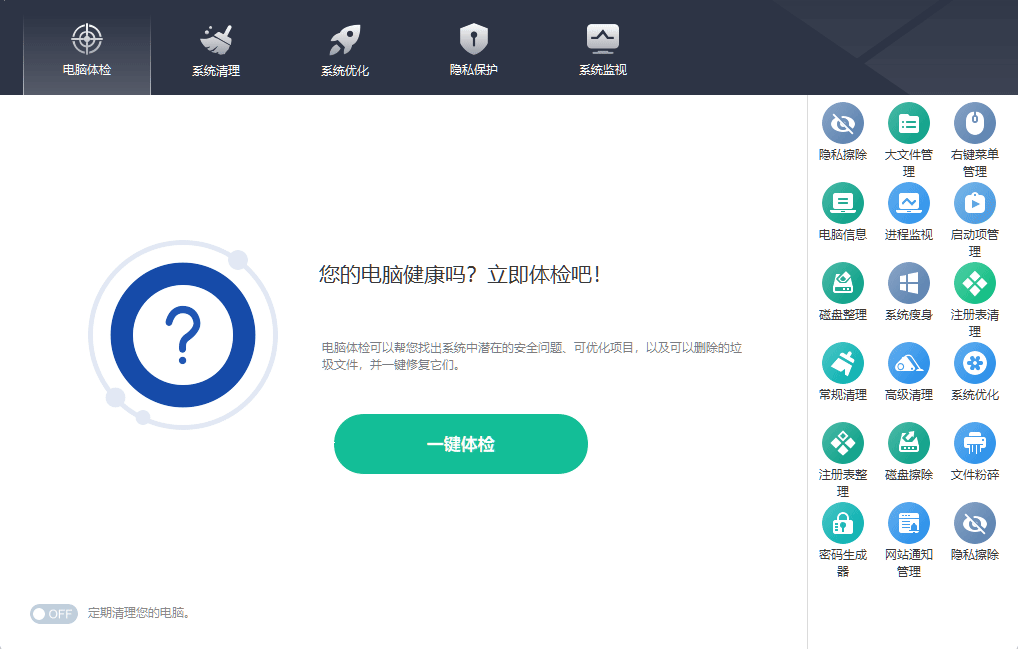 电脑体检
系统清理
系统优化
隐私保护
系统监视
您的电脑健康吗？立即体检吧！
电脑体检可以帮您找出系统中潜在的安全问题、可优化项目，以及可以删除的垃
圾文件，并一键修复它们。
一键体检
OFF
定期清理您的电脑。
隐私擦除
大文件管
理
右键菜单
管理
电脑信息
进程监视
启动项管
理
磁盘整理
系统瘦身
注册表清
理
常规清理
高级清理
系统优化
注册表整
理
磁盘擦除
文件粉碎
密码生成
器
网站通知
管理
隐私擦除